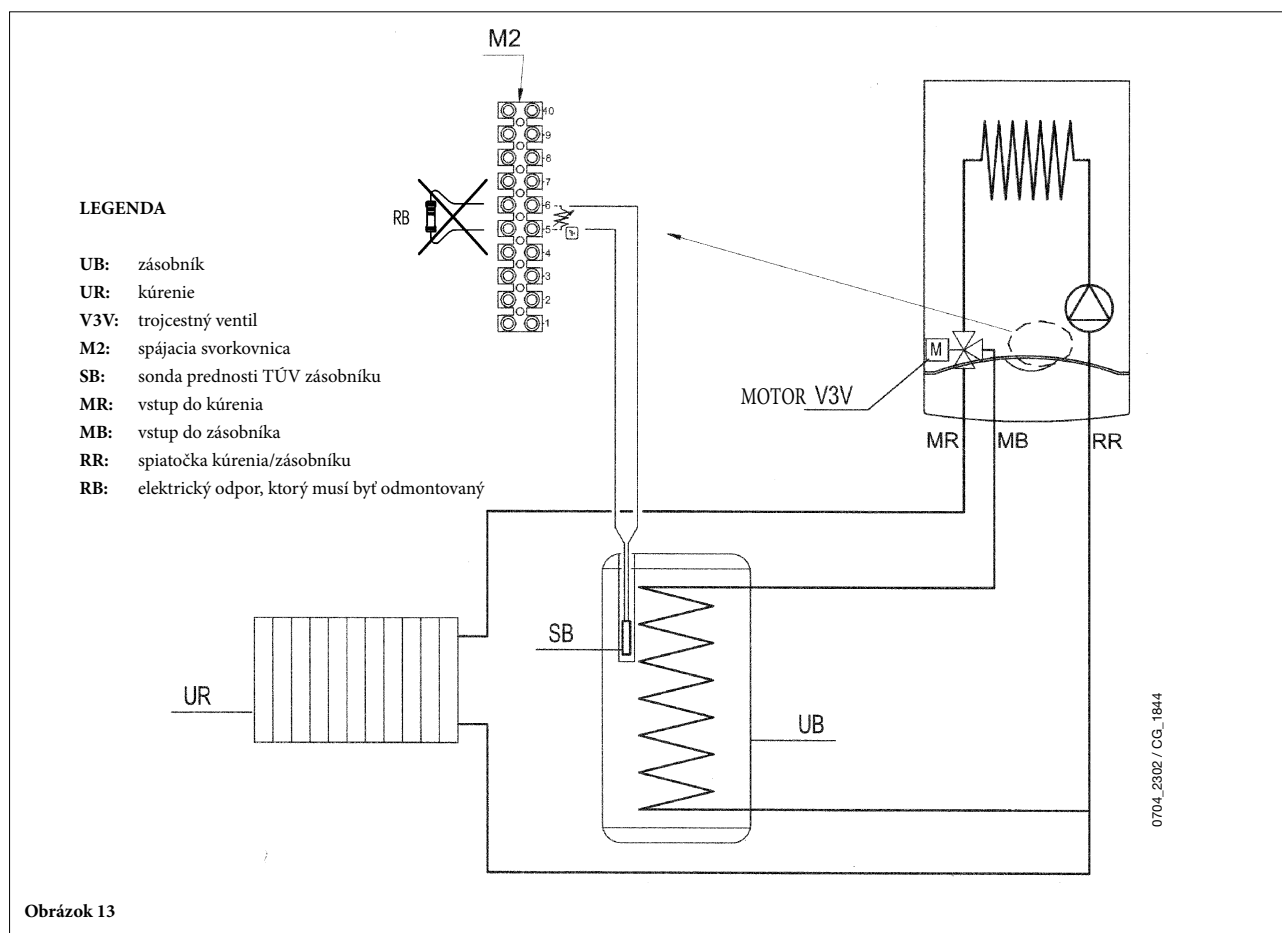 M2
10
9
8
7
6
5
4
3
2
1
RB
LEGENDA
UB: zásobník
UR: kúrenie
V3V: trojcestný ventil
M2: spájacia svorkovnica
SB: sonda prednosti TÚV zásobníku
MR: vstup do kúrenia
MB: vstup do zásobníka
RR: spiatočka kúrenia/zásobníku
RB: elektrický odpor, ktorý musí byť odmontovaný
M
MOTOR V3V
MR MB RR
SB
UR
UB
0704_2302 / CG_1844
Obrázok 13